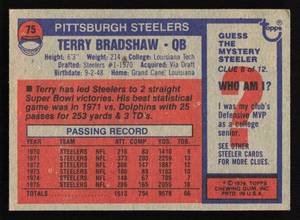 75
PITTSBURGH STEELERS
TERRY BRADSHAW - QB
Height: 6'3" Weight: 214 College: Louisiana Tech
Drafted: Steelers #1-1970 Acquired: Via Draft
Birthdate: 9-2-48 Home: Grand Cane, Louisiana
Terry has led Steelers to 2 straight
Super Bowl victories. His best statistical
game was in 1971 vs. Dolphins with 25
passes for 253 yards & 3 TD's.
PASSING RECORD
YEAR TEAM
1970 STEELERS NFL
1971 STEELERS NFL
1972 STEELERS NFL
1973 STEELERS NFL
1974 STEELERS NFL
1975 STEELERS NFL
Topps
GUESS
THE
MYSTERY
STEELER
CLUE 8 of 12.
WHO AM I?
I was my club's
Defensive MVP
as a college
senior.
SEE OTHER
STEELER CARDS
FOR MORE CLUES.
© 1976 TOPPS
CHEWING GUM, INC.
PRTD. IN U.S.A.